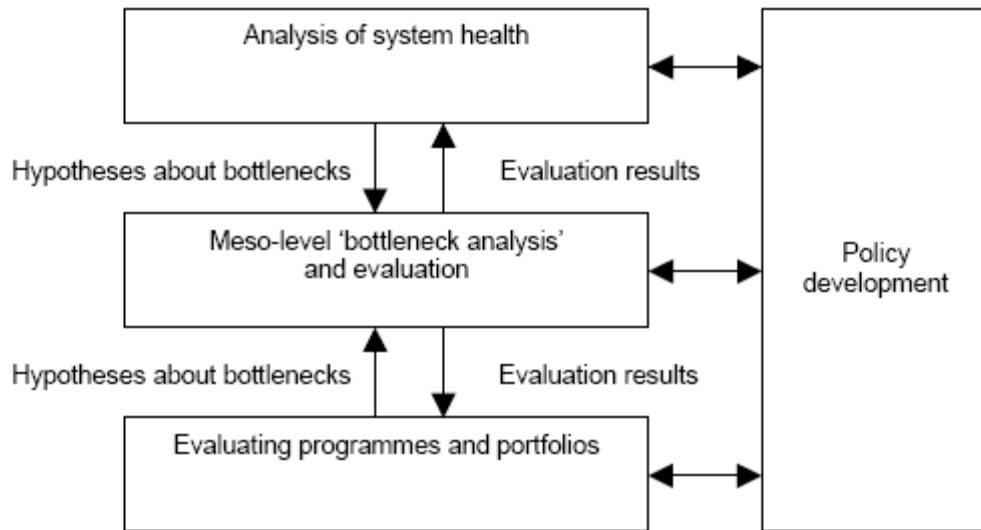 Analysis of system health
Hypotheses about bottlenecks
Evaluation results
Meso-level ‘bottleneck analysis’
and evaluation
Policy
development
Hypotheses about bottlenecks
Evaluation results
Evaluating programmes and portfolios